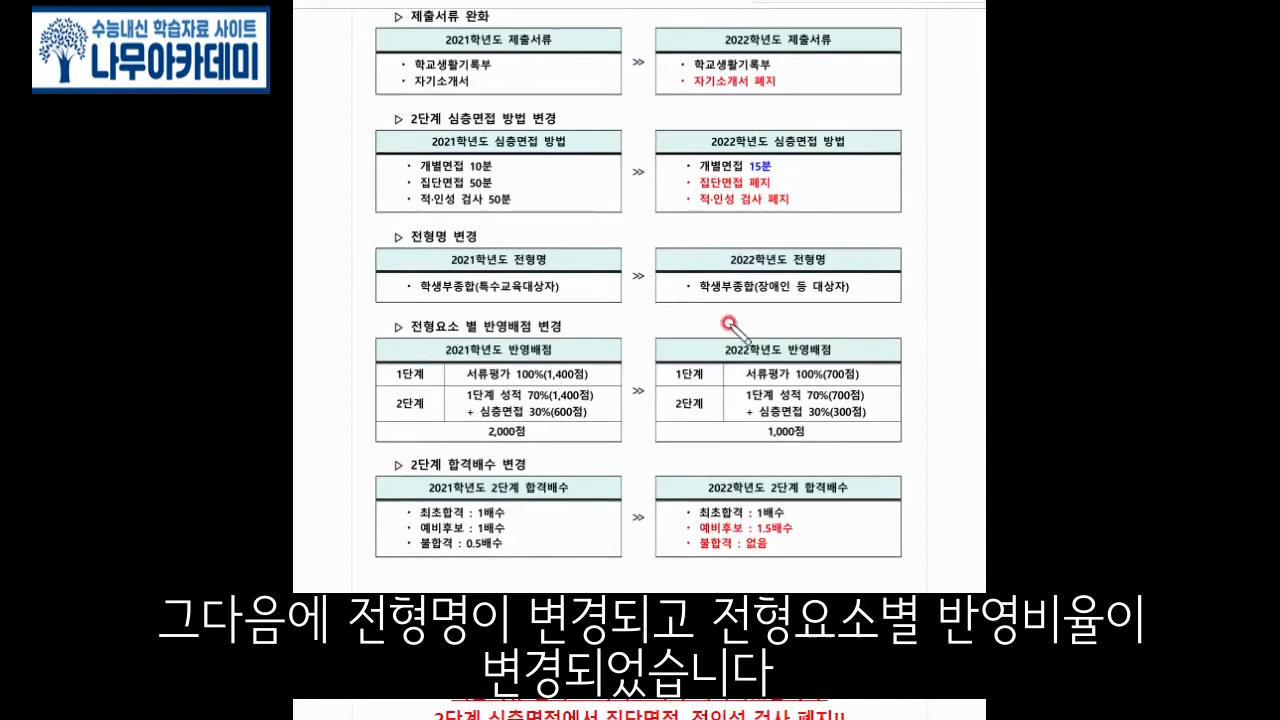 수능내신 학습자료 사이트
나무아카데미
▷ 제출서류 완화
2021학년도 제출서류
• 학교생활기록부
• 자기소개서
>>
2022학년도 제출서류
• 학교생활기록부
• 자기소개서 폐지
▷ 2단계 심층면접 방법 변경
2021학년도 심층면접 방법
• 개별면접 10분
• 집단면접 50분
• 적·인성 검사 50분
>>
2022학년도 심층면접 방법
• 개별면접 15분
• 집단면접 폐지
• 적·인성 검사 폐지
▷ 전형명 변경
2021학년도 전형명
• 학생부종합(특수교육대상자)
>>
2022학년도 전형명
• 학생부종합(장애인 등 대상자)
▷ 전형요소 별 반영배점 변경
2021학년도 반영배점
1단계 서류평가 100%(1,400점)
2단계 1단계 성적 70%(1,400점)
+ 심층면접 30%(600점)
2,000점
>>
2022학년도 반영배점
1단계 서류평가 100%(700점)
2단계 1단계 성적 70%(700점)
+ 심층면접 30%(300점)
1,000점
▷ 2단계 합격배수 변경
2021학년도 2단계 합격배수
• 최초합격 : 1배수
• 예비후보 : 1배수
• 불합격 : 0.5배수
>>
2022학년도 2단계 합격배수
• 최초합격 : 1배수
• 예비후보 : 1.5배수
• 불합격 : 없음
그다음에 전형명이 변경되고 전형요소별 반영비율이
변경되었습니다
2단계 심층면접에서 집단면접, 적인성 검사 폐지!!